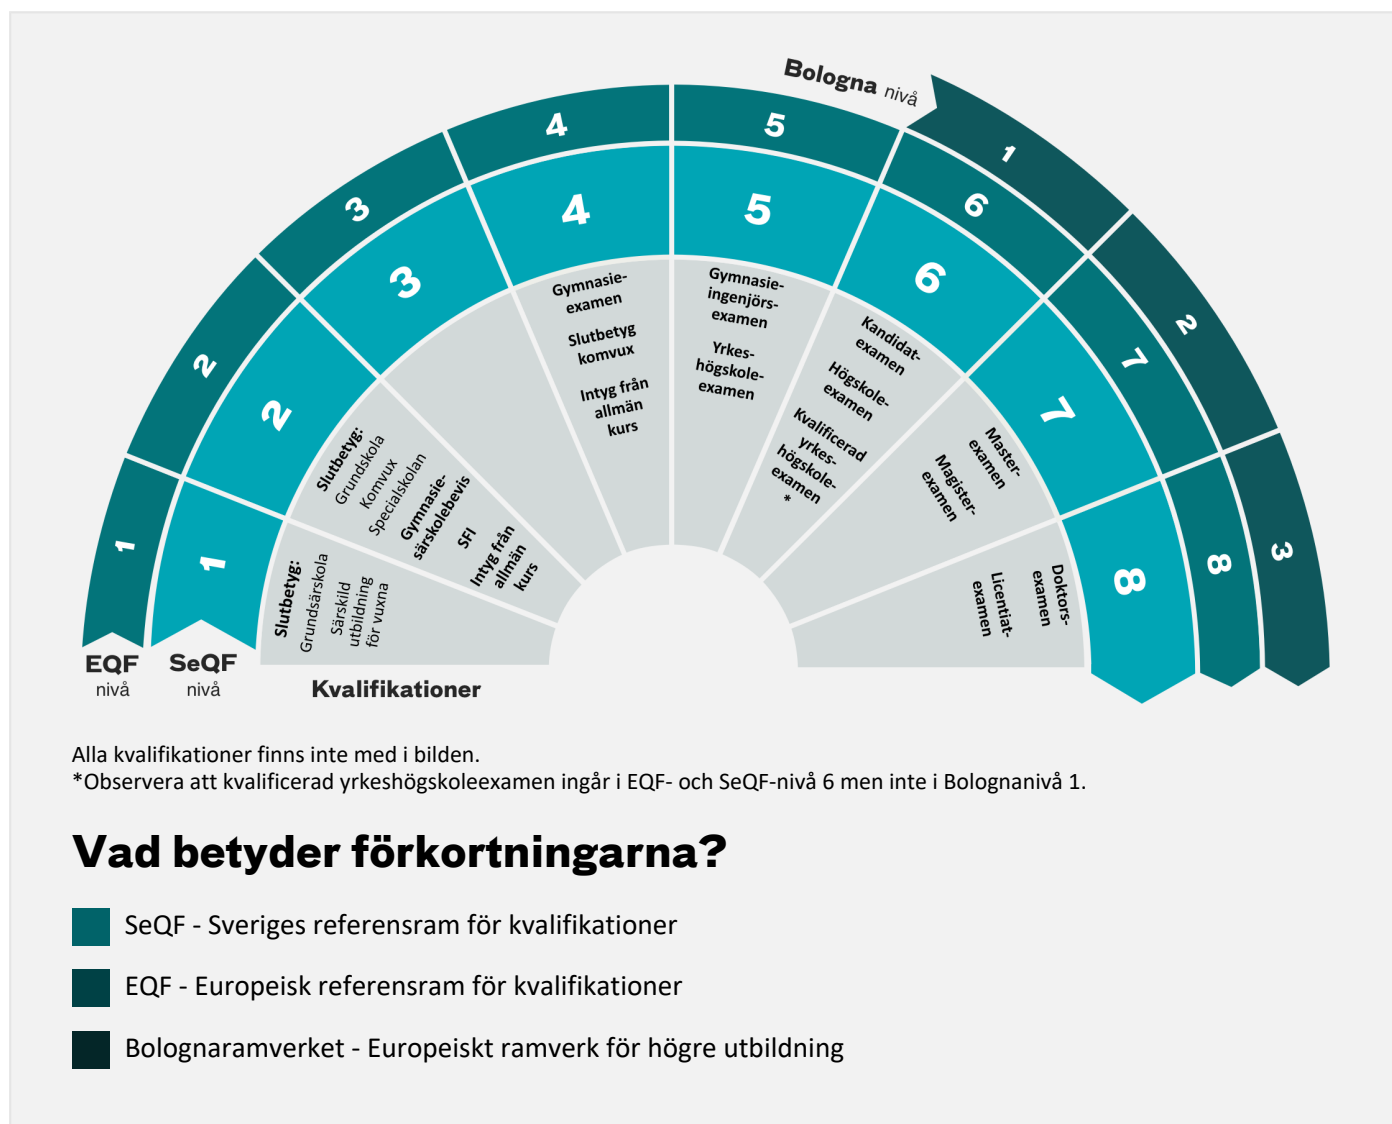 Bologna nivå
1
2
3
1
2
3
4
5
6
7
8
1
2
3
4
5
6
7
8
EQF
nivå
SeQF
nivå
Kvalifikationer
Slutbetyg:
Grundsärskola
Särskild
utbildning
för vuxna
Slutbetyg:
Grundskola
Komvux
Specialskolan
Gymnasie-
särskolebevis
SFI
Intyg från
allmän
kurs
Gymnasie-
examen
Slutbetyg
komvux
Intyg från
allmän
kurs
Gymnasie-
ingenjörs-
examen
Yrkes-
högskole-
examen
Kandidat-
examen
Högskole-
examen
Kvalificerad
yrkes-
högskole-
examen
*
Master-
examen
Magister-
examen
Doktors-
examen
Licentiat-
examen
Alla kvalifikationer finns inte med i bilden.
*Observera att kvalificerad yrkeshögskoleexamen ingår i EQF- och SeQF-nivå 6 men inte i Bolognanivå 1.
Vad betyder förkortningarna?
SeQF - Sveriges referensram för kvalifikationer
EQF - Europeisk referensram för kvalifikationer
Bolognaramverket - Europeiskt ramverk för högre utbildning